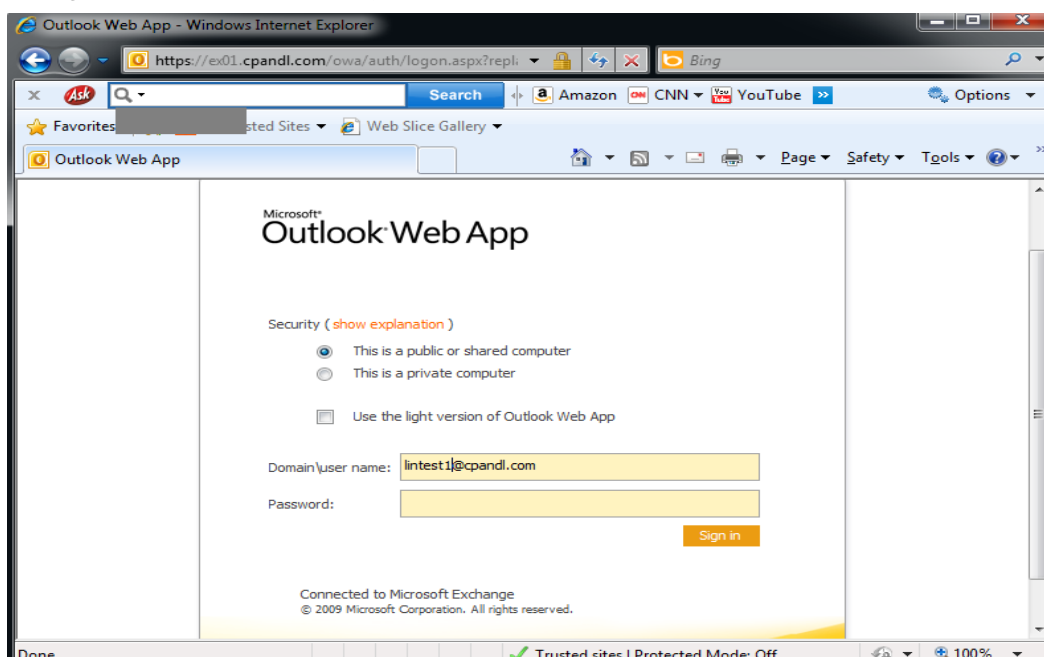 Outlook Web App - Windows Internet Explorer
https://ex01.cpandl.com/owa/auth/logon.aspx?repl
Bing
Ask
Search
Amazon
CNN
You Tube
YouTube
Options
Favorites
sted Sites
Web Slice Gallery
Outlook Web App
Page
Safety
Tools
Microsoft®
Outlook Web App
Security ( show explanation )
This is a public or shared computer
This is a private computer
Use the light version of Outlook Web App
Domain\user name:
lintest1@cpandl.com
Password:
Sign in
Connected to Microsoft Exchange
© 2009 Microsoft Corporation. All rights reserved.
Done
Trusted sites | Protected Mode: Off
100%